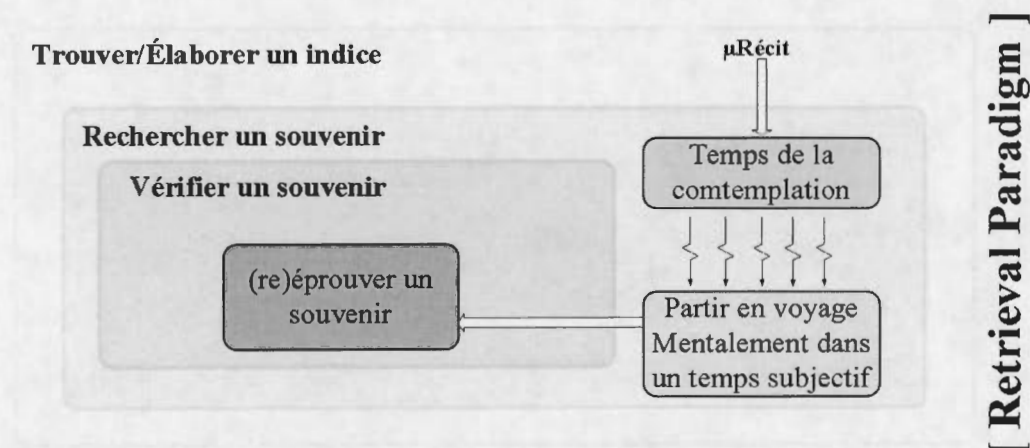 Trouver/Élaborer un indice
µRécit
Rechercher un souvenir
Temps de la
comtemplation
Vérifier un souvenir
(re)éprouver un
souvenir
Partir en voyage
Mentalement dans
un temps subjectif
[ Retrieval Paradigm ]